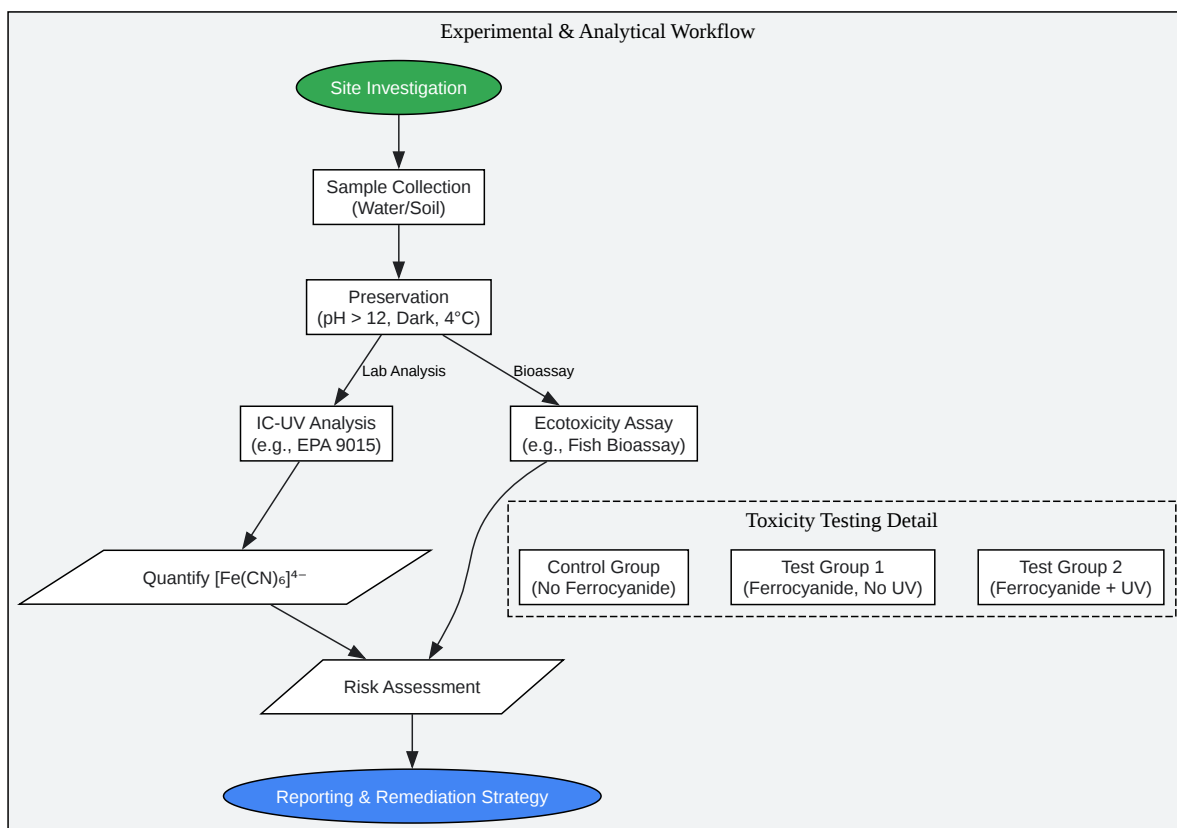 Experimental & Analytical Workflow
Site Investigation
Sample Collection
(Water/Soil)
Preservation
(pH > 12, Dark, 4°C)
Lab Analysis
Bioassay
IC-UV Analysis
(e.g., EPA 9015)
Ecotoxicity Assay
(e.g., Fish Bioassay)
Toxicity Testing Detail
Control Group
(No Ferrocyanide)
Test Group 1
(Ferrocyanide, No UV)
Test Group 2
(Ferrocyanide + UV)
Quantify [Fe(CN)₆]⁴⁻
Risk Assessment
Reporting & Remediation Strategy